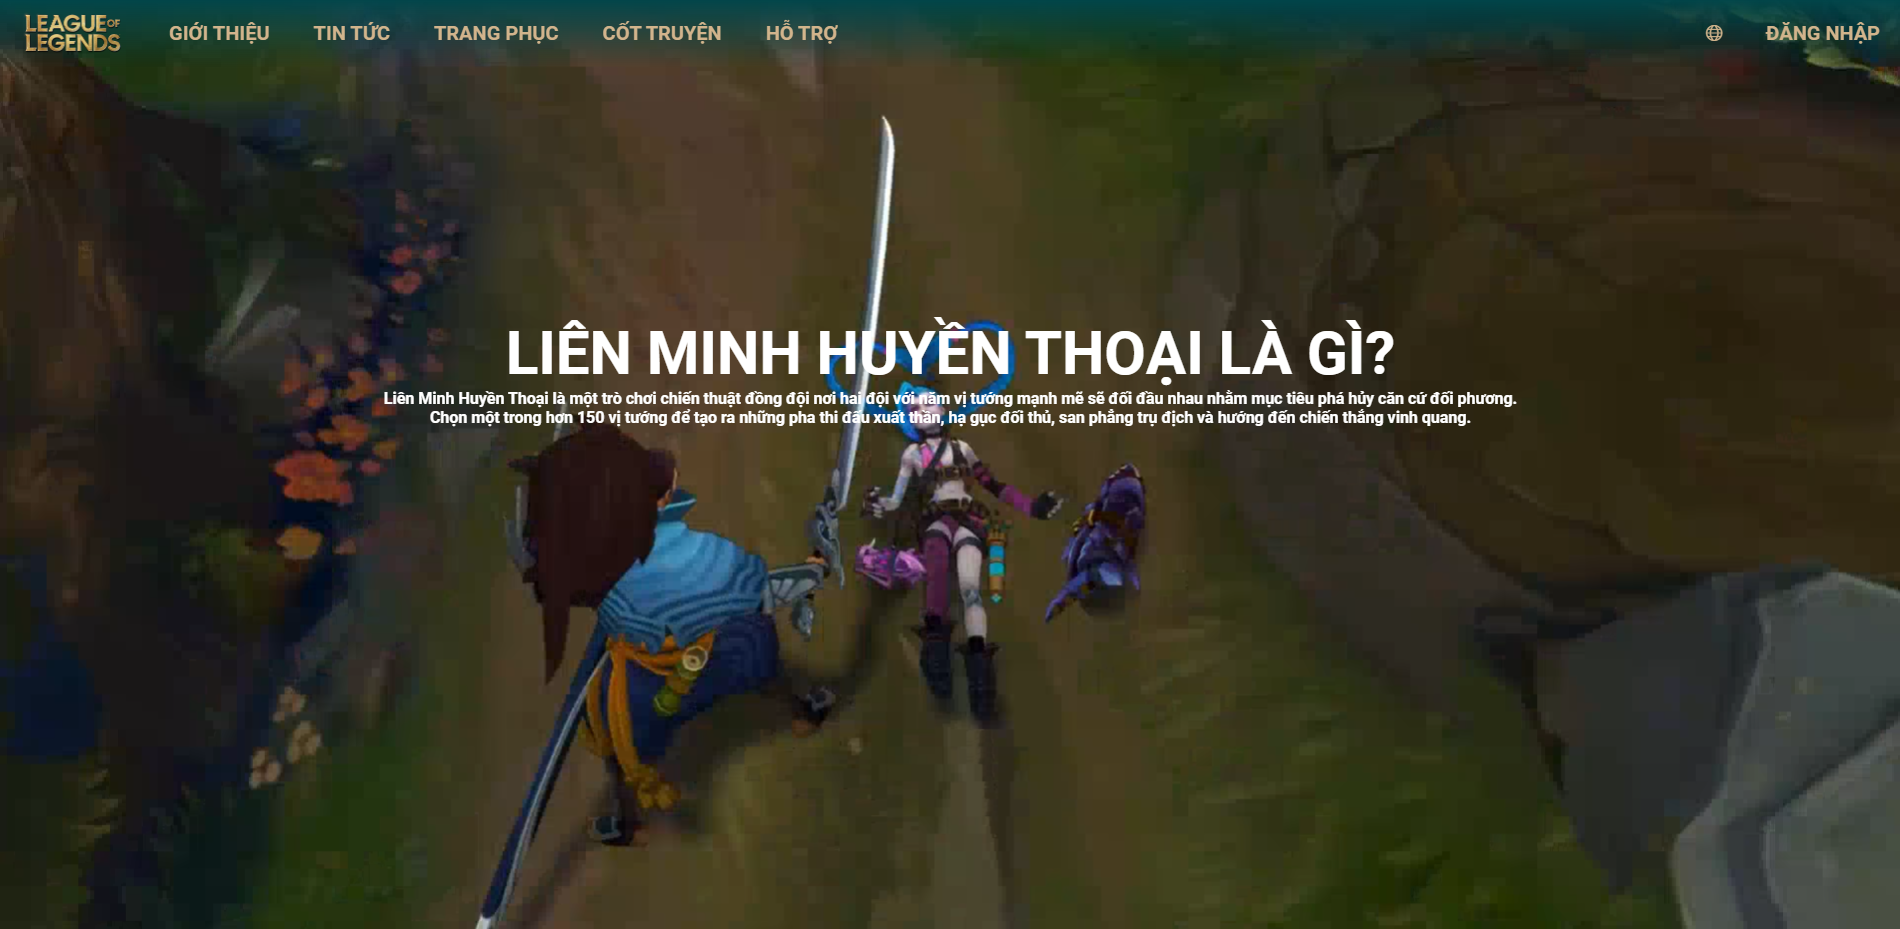 LEAGUE OF
LEGENDS
GIỚI THIỆU TIN TỨC TRANG PHỤC CỐT TRUYỆN HỖ TRỢ ĐĂNG NHẬP
LIÊN MINH HUYỀN THOẠI LÀ GÌ?
Liên Minh Huyền Thoại là một trò chơi chiến thuật đồng đội nơi hai đội với năm vị tướng mạnh mẽ sẽ đối đầu nhau nhằm mục tiêu phá hủy căn cứ đối phương.
Chọn một trong hơn 150 vị tướng để tạo ra những pha thi đấu xuất thần, hạ gục đối thủ, san phẳng trụ địch và hướng đến chiến thắng vinh quang.